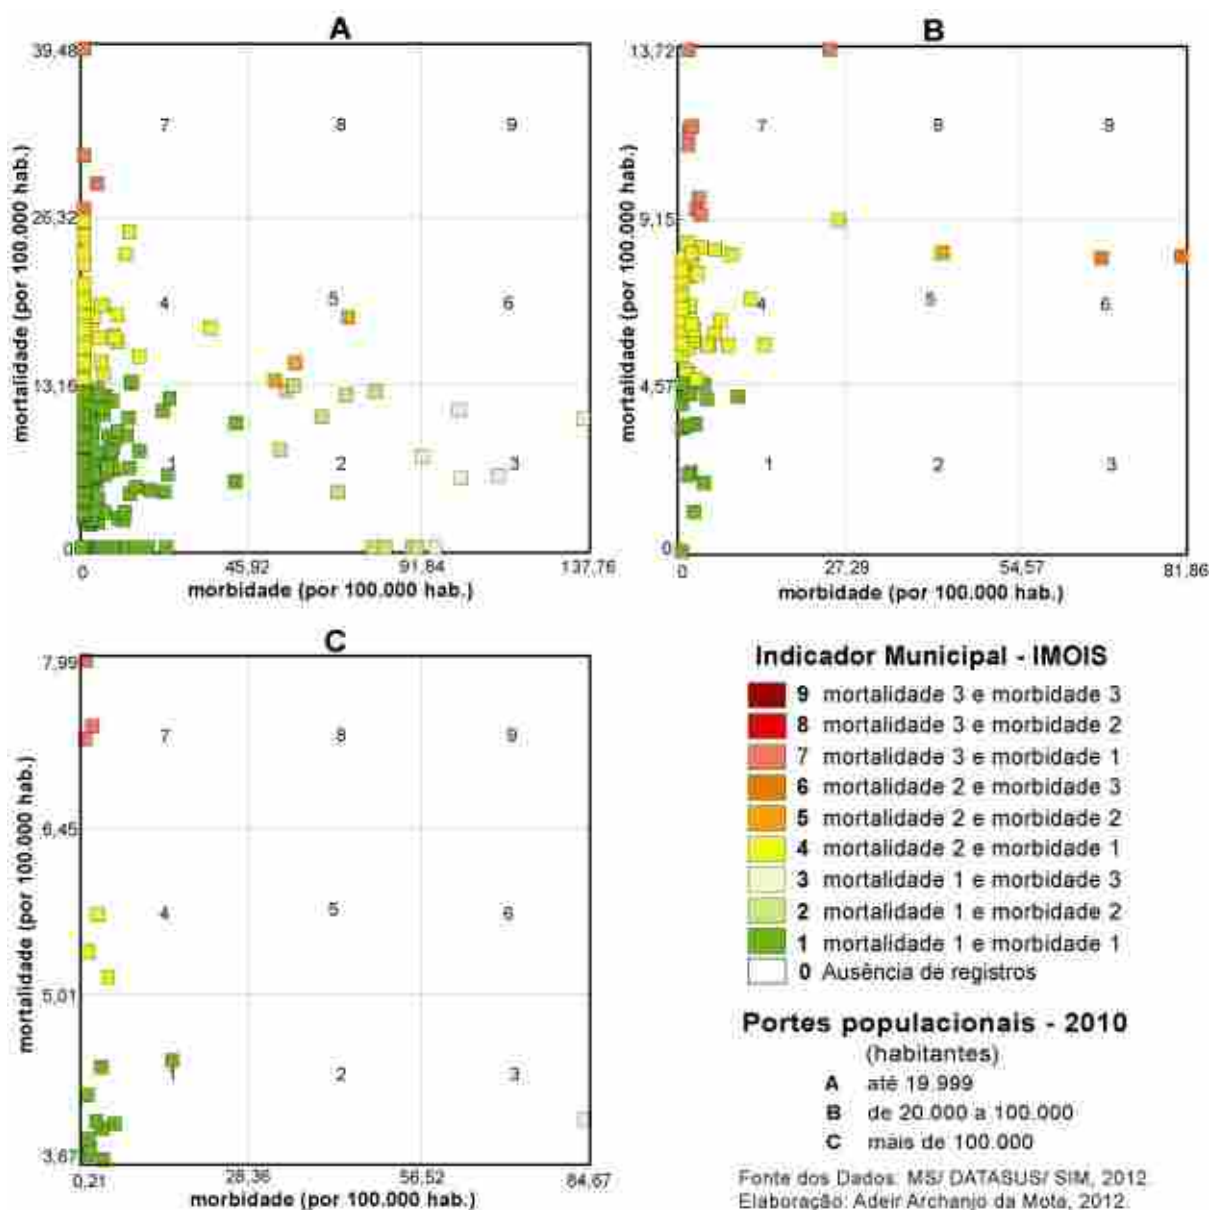 A
39,48
26,32
13,16
0
mortalidade (por 100.000 hab.)
7 8 9
4 5 6
1 2 3
0 45,92 91,84 137,76
morbidade (por 100.000 hab.)
B
13,72
9,15
4,57
0
mortalidade (por 100.000 hab.)
7 8 9
4 5 6
1 2 3
0 27,29 54,57 81,86
morbidade (por 100.000 hab.)
C
7,99
6,45
5,01
3,67
mortalidade (por 100.000 hab.)
7 8 9
4 5 6
1 2 3
0,21 28,36 56,52 84,67
morbidade (por 100.000 hab.)
Indicador Municipal - IMOIS
9 mortalidade 3 e morbidade 3
8 mortalidade 3 e morbidade 2
7 mortalidade 3 e morbidade 1
6 mortalidade 2 e morbidade 3
5 mortalidade 2 e morbidade 2
4 mortalidade 2 e morbidade 1
3 mortalidade 1 e morbidade 3
2 mortalidade 1 e morbidade 2
1 mortalidade 1 e morbidade 1
0 Ausência de registros
Portes populacionais - 2010
(habitantes)
A até 19.999
B de 20.000 a 100.000
C mais de 100.000
Fonte dos Dados: MS/ DATASUS/ SIM, 2012.
Elaboração: Adeir Archanjo da Mota, 2012.